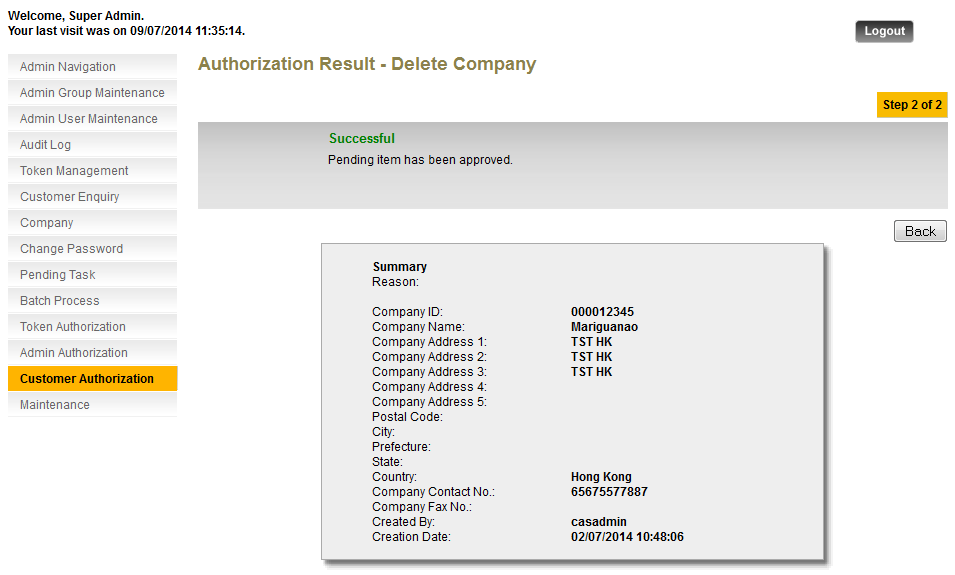 Welcome, Super Admin.
Your last visit was on 09/07/2014 11:35:14.
Logout
Admin Navigation
Admin Group Maintenance
Admin User Maintenance
Audit Log
Token Management
Customer Enquiry
Company
Change Password
Pending Task
Batch Process
Token Authorization
Admin Authorization
Customer Authorization
Maintenance
Authorization Result - Delete Company
Step 2 of 2
Successful
Pending item has been approved.
Back
Summary
Reason:
Company ID: 000012345
Company Name: Mariguanao
Company Address 1: TST HK
Company Address 2: TST HK
Company Address 3: TST HK
Company Address 4:
Company Address 5:
Postal Code:
City:
Prefecture:
State:
Country: Hong Kong
Company Contact No.: 65675577887
Company Fax No.:
Created By: casadmin
Creation Date: 02/07/2014 10:48:06